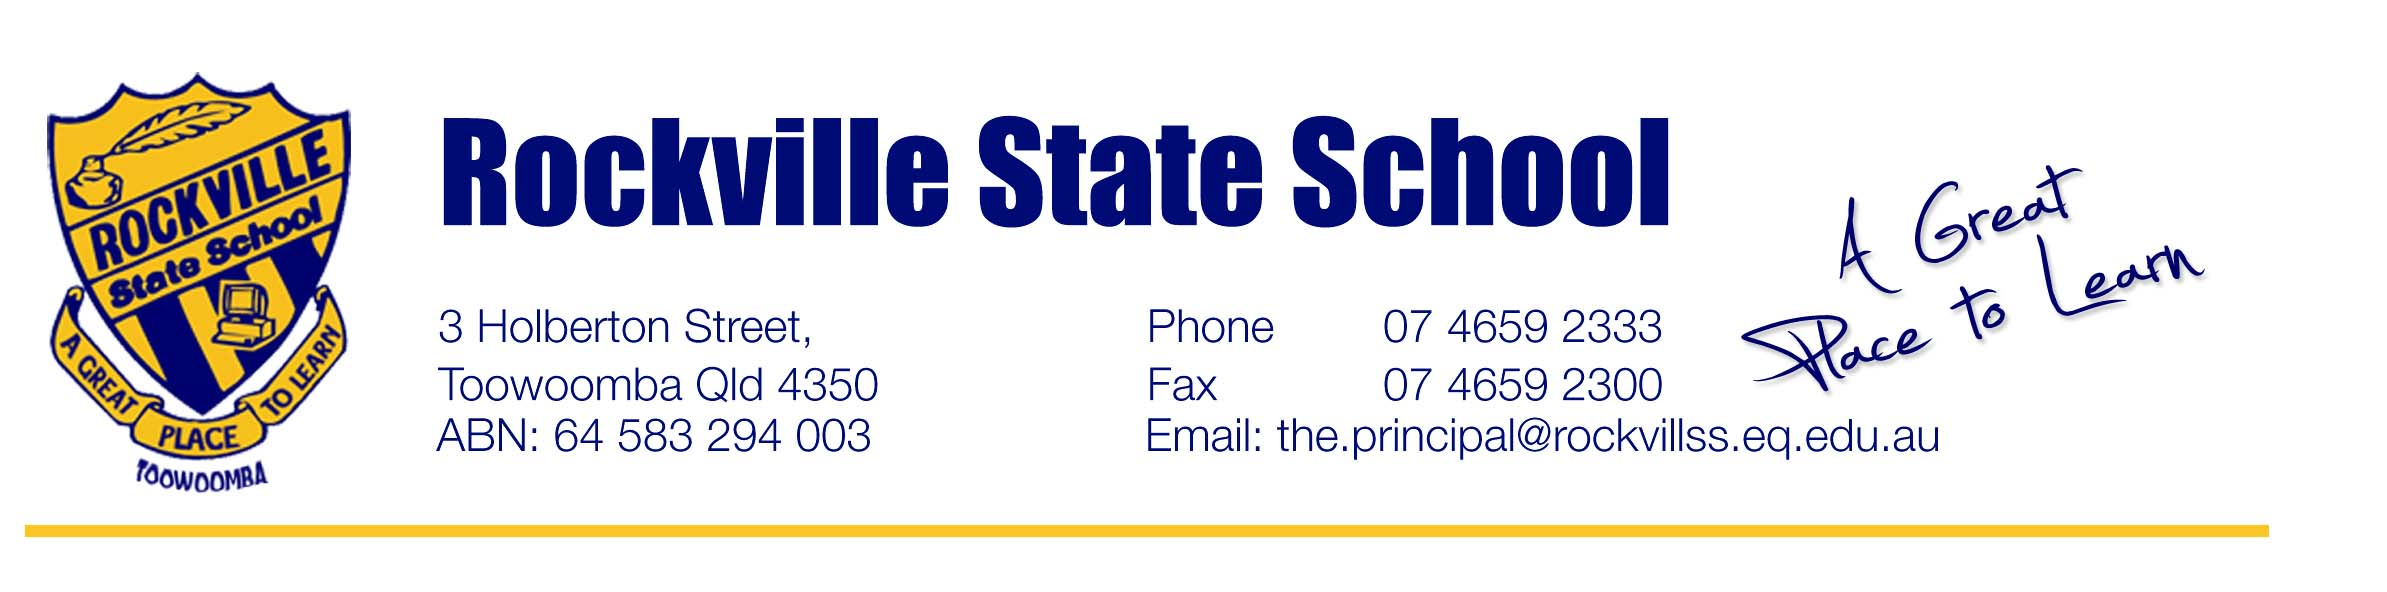 ROCKVILLE
State School
A GREAT PLACE TO LEARN
TOOWOOMBA
Rockville State School
3 Holberton Street,
Toowoomba Qld 4350
ABN: 64 583 294 003
Phone 07 4659 2333
Fax 07 4659 2300
Email: the.principal@rockvillss.eq.edu.au
A Great
Place to Learn